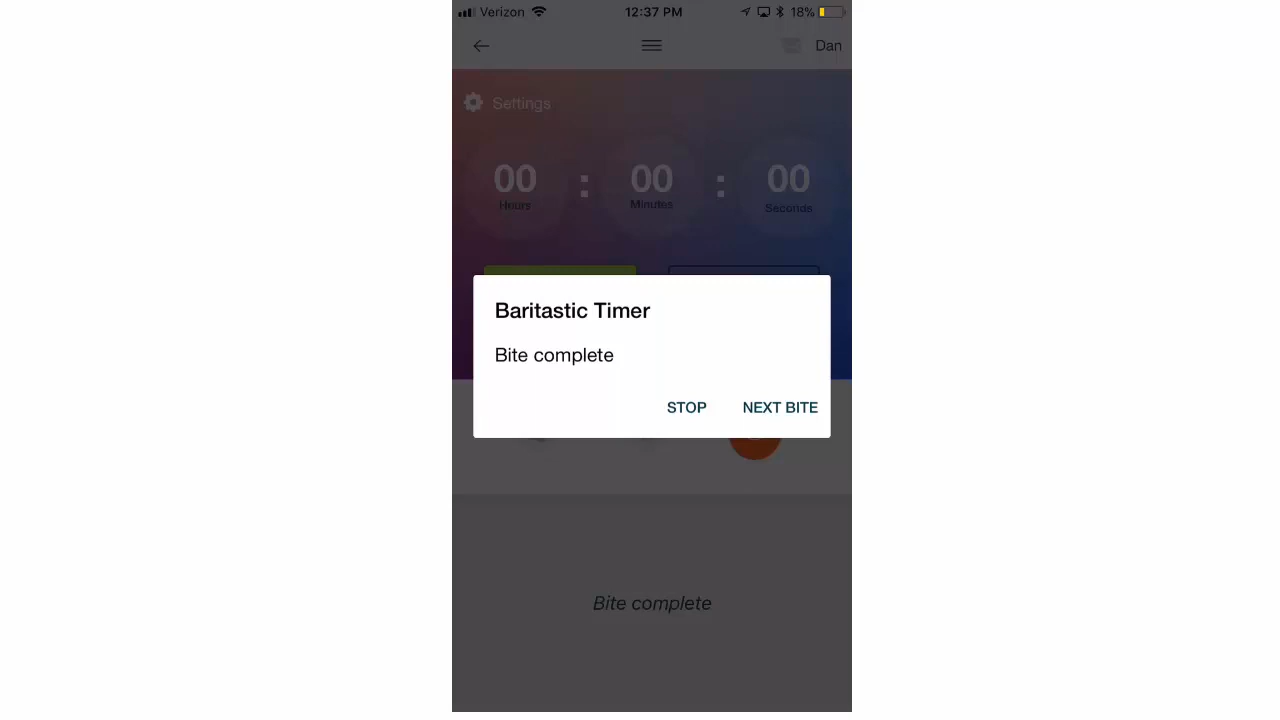 Verizon 12:37 PM 18%
Dan
Settings
00 : 00 : 00
Hours Minutes Seconds
Baritastic Timer
Bite complete
STOP NEXT BITE
Bite complete